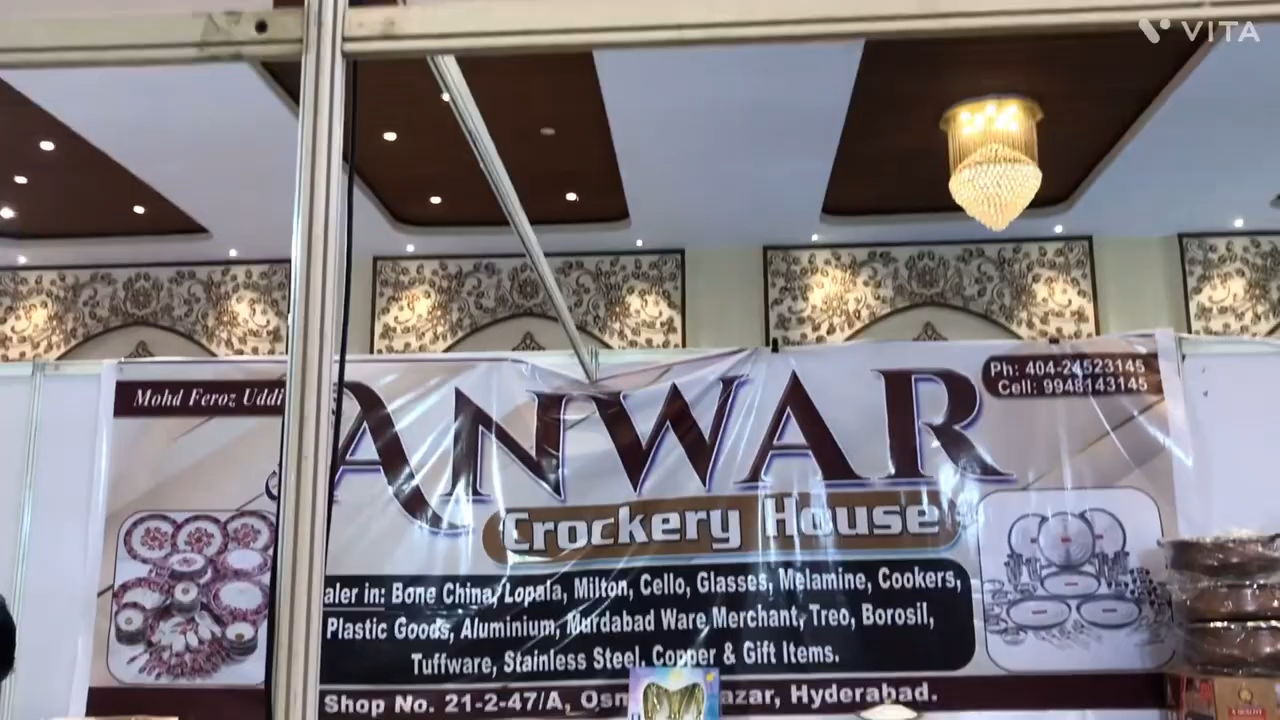 VITA
Mohd Feroz Uddi
Ph: 404-24523145
Cell: 9948143145
ANWAR
Crockery House
aler in: Bone China, Lopala, Milton, Cello, Glasses, Melamine, Cookers,
Plastic Goods, Aluminium, Murdabad Ware Merchant, Treo, Borosil,
Tuffware, Stainless Steel, Copper & Gift Items.
Shop No. 21-2-47/A, Osm azar, Hyderabad.